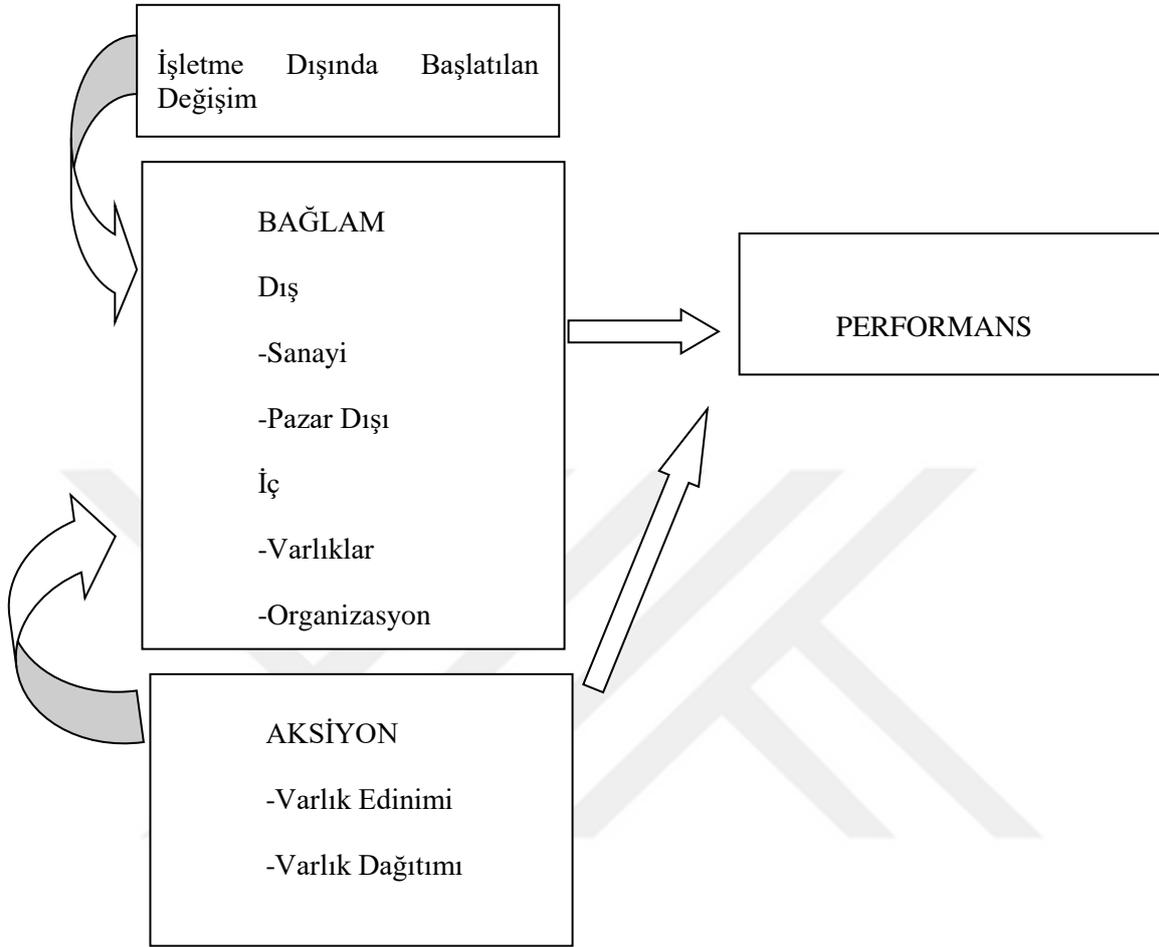 İşletme Dışında Başlatılan
Değişim
BAĞLAM
Dış
-Sanayi
-Pazar Dışı
İç
-Varlıklar
-Organizasyon
PERFORMANS
AKSİYON
-Varlık Edinimi
-Varlık Dağıtımı